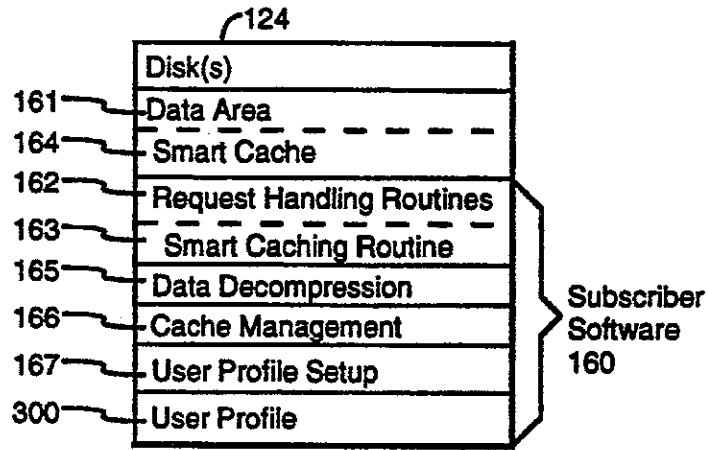 124
Disk(s)
161 Data Area
164 Smart Cache
162 Request Handling Routines
163 Smart Caching Routine
165 Data Decompression
166 Cache Management
167 User Profile Setup
300 User Profile
Subscriber
Software
160